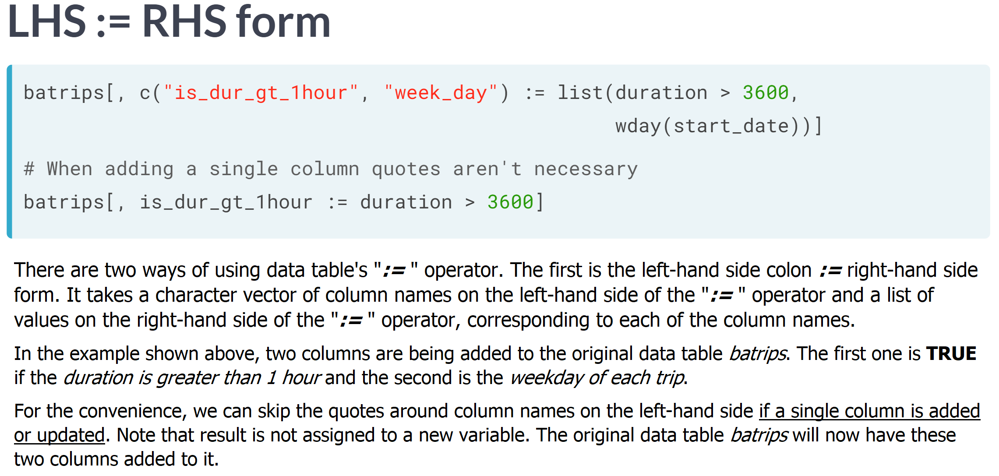 LHS := RHS form
batrips[, c("is_dur_gt_1hour", "week_day") := list(duration > 3600,
wday(start_date))]
# When adding a single column quotes aren't necessary
batrips[, is_dur_gt_1hour := duration > 3600]
There are two ways of using data table's ":= " operator. The first is the left-hand side colon := right-hand side
form. It takes a character vector of column names on the left-hand side of the ":= " operator and a list of
values on the right-hand side of the ":= " operator, corresponding to each of the column names.
In the example shown above, two columns are being added to the original data table batrips. The first one is TRUE
if the duration is greater than 1 hour and the second is the weekday of each trip.
For the convenience, we can skip the quotes around column names on the left-hand side if a single column is added
or updated. Note that result is not assigned to a new variable. The original data table batrips will now have these
two columns added to it.